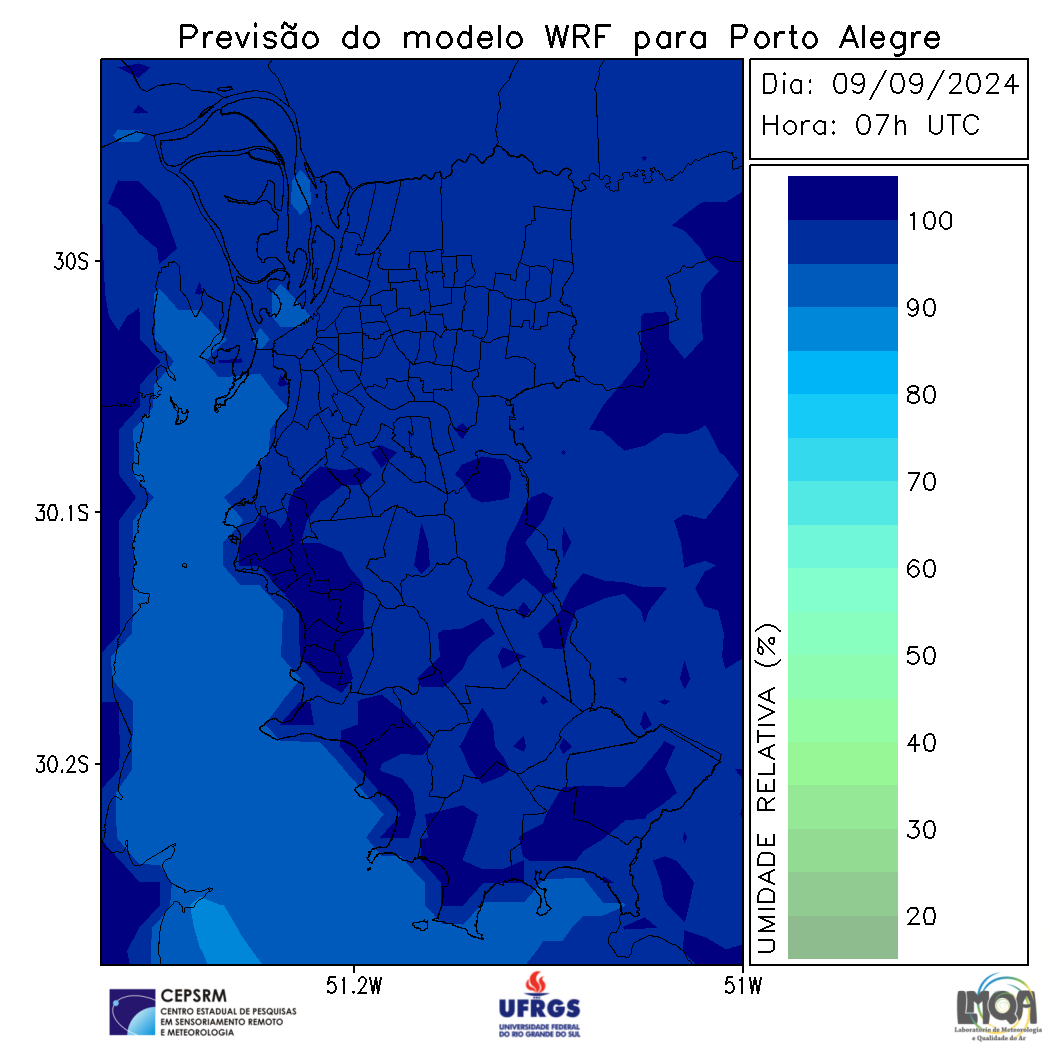 Previsão do modelo WRF para Porto Alegre
Dia: 09/09/2024
Hora: 07h UTC
100
90
80
70
60
50
40
30
20
UMIDADE RELATIVA (%)
30S
30.1S
30.2S
51.2W
51W
CEPSRM
CENTRO ESTADUAL DE PESQUISAS
EM SENSORIAMENTO REMOTO
E METEOROLOGIA
UFRGS
UNIVERSIDADE FEDERAL
DO RIO GRANDE DO SUL
LMQA
Laboratório de Meteorologia
e Qualidade do Ar